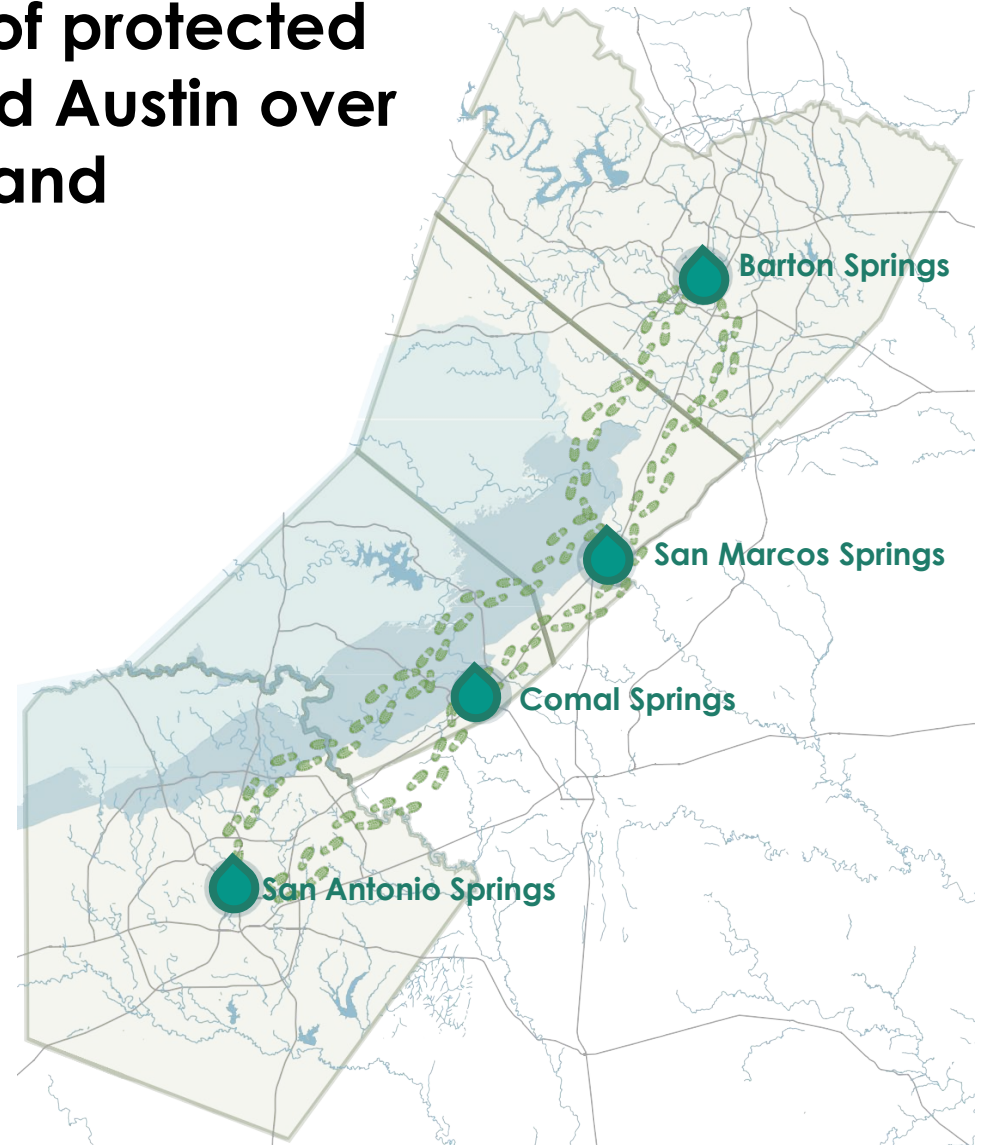 of protected
d Austin over
and
Barton Springs
San Marcos Springs
Comal Springs
San Antonio Springs